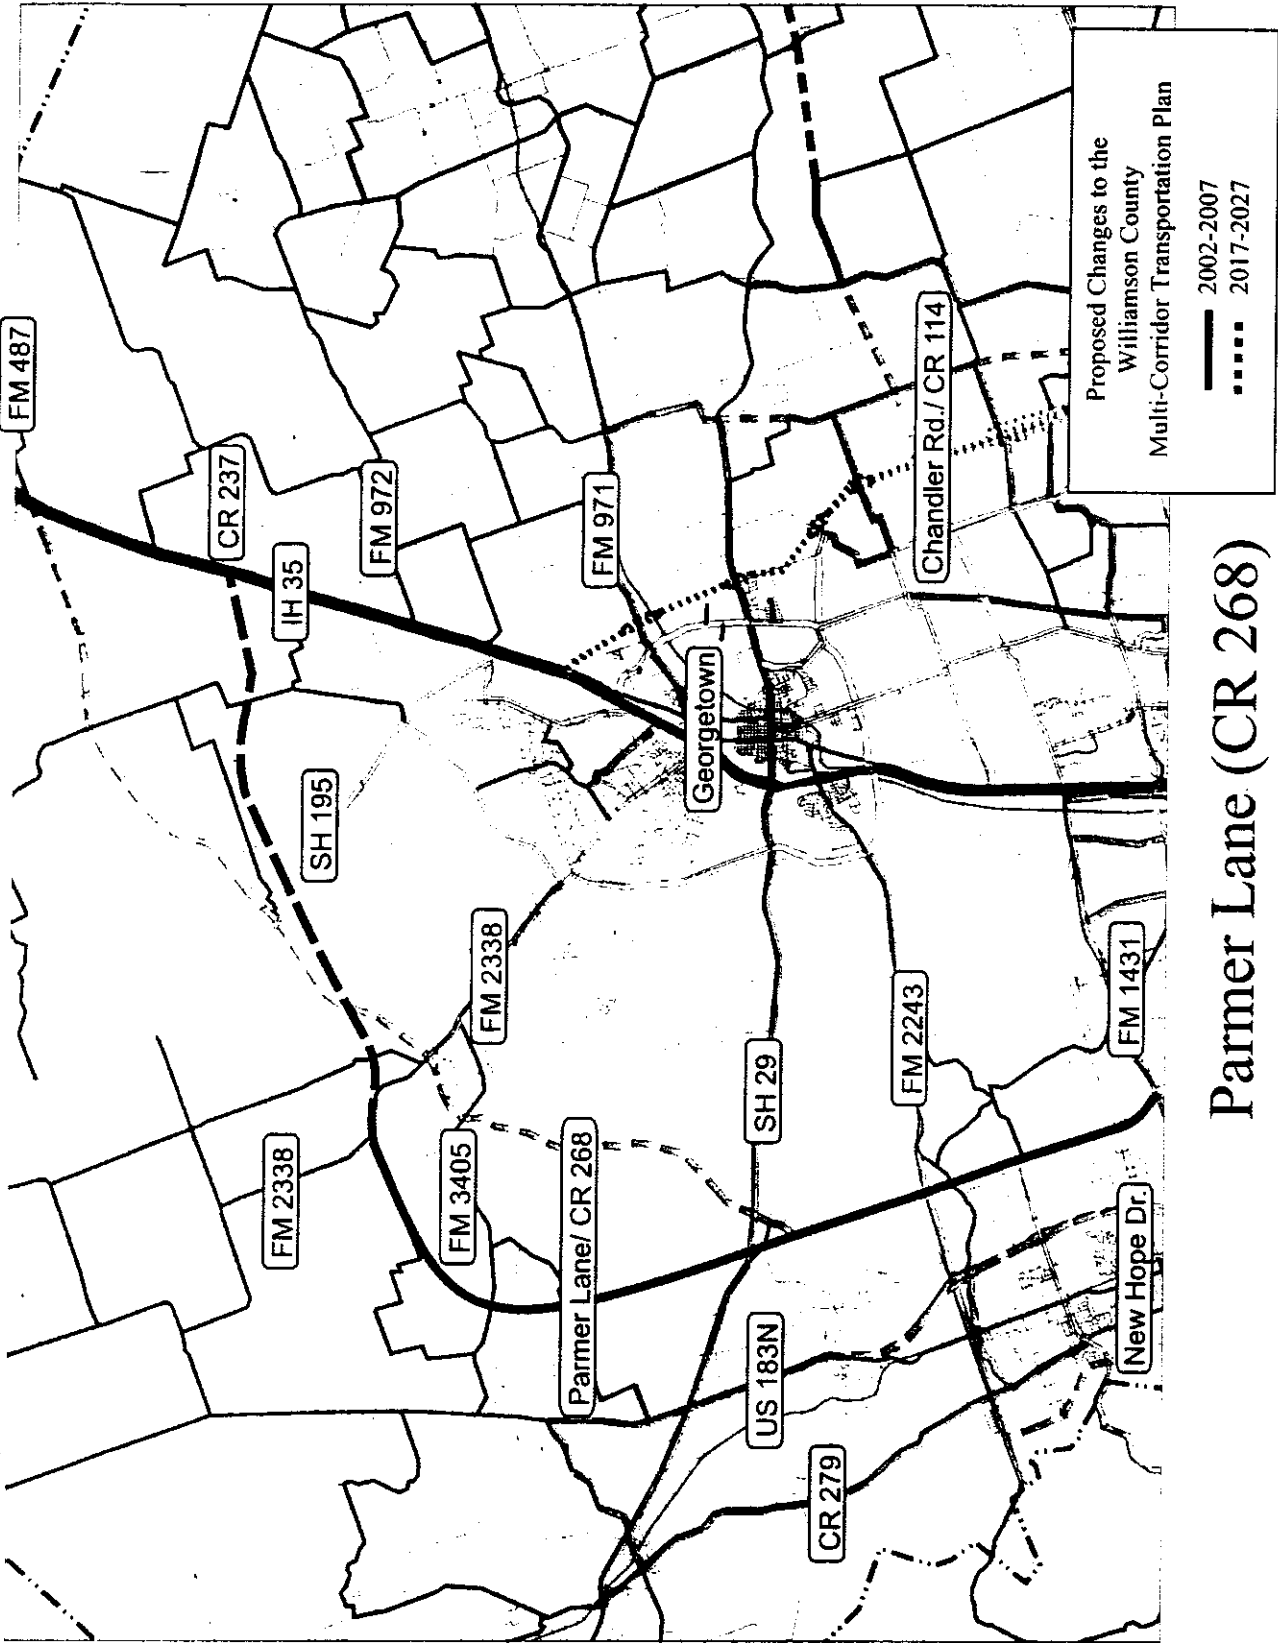 FM 487
CR 237
FM 972
IH 35
FM 971
Chandler Rd./ CR 114
Georgetown
SH 195
FM 2338
FM 2338
FM 3405
Parmer Lane/ CR 268
SH 29
FM 2243
FM 1431
US 183N
CR 279
New Hope Dr.
Proposed Changes to the
Williamson County
Multi-Corridor Transportation Plan
2002-2007
2017-2027
Parmer Lane (CR 268)